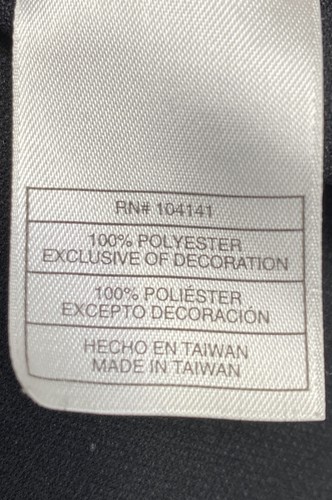 RN# 104141
100% POLYESTER
EXCLUSIVE OF DECORATION
100% POLIÉSTER
EXCEPTO DECORACIÓN
HECHO EN TAIWAN
MADE IN TAIWAN